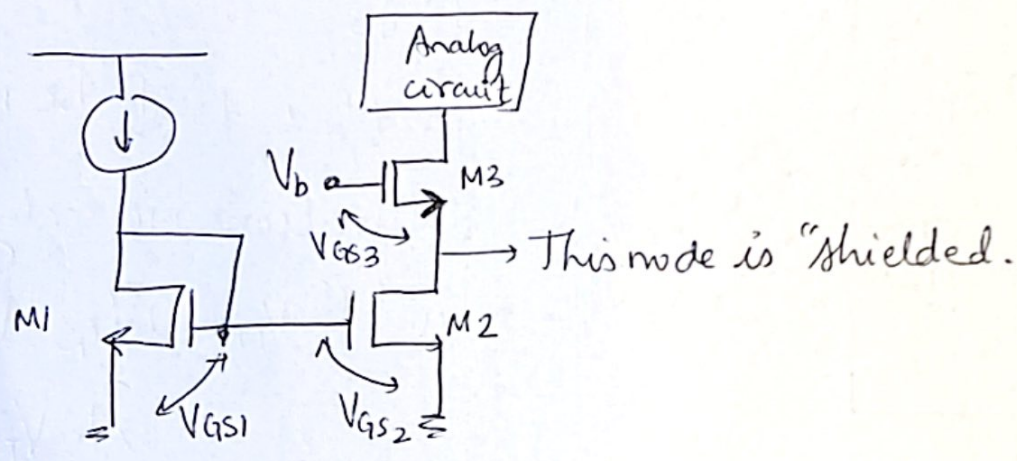 Analog
circuit
Vb
M3
VGS3
This node is "shielded.
M1
M2
VGS1
VGS2